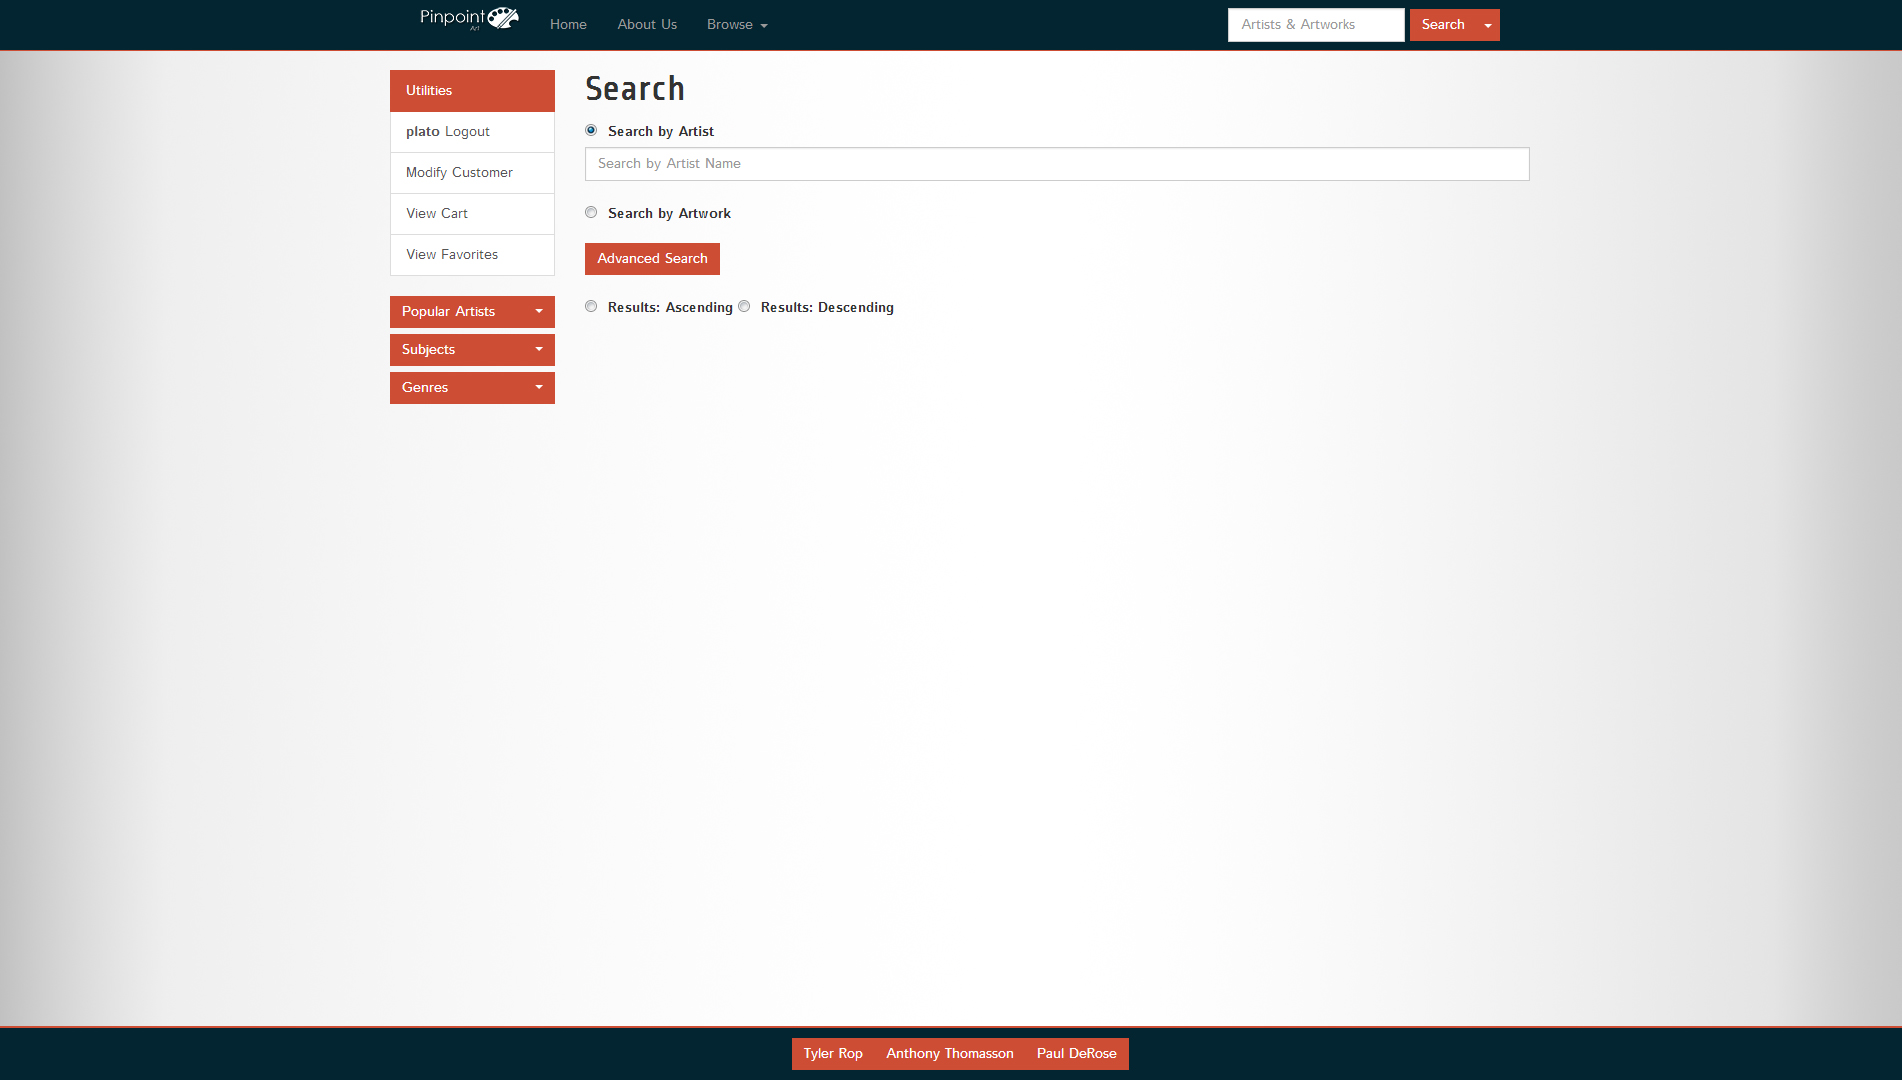 Pinpoint
Art
Home About Us Browse
Artists & Artworks Search
Utilities
plato Logout
Modify Customer
View Cart
View Favorites
Popular Artists
Subjects
Genres
Search
Search by Artist
Search by Artist Name
Search by Artwork
Advanced Search
Results: Ascending Results: Descending
Tyler Rop Anthony Thomasson Paul DeRose